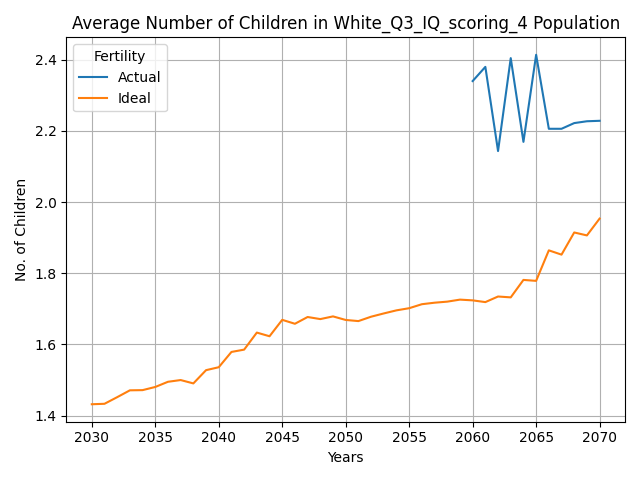 Average Number of Children in White_Q3_IQ_scoring_4 Population
Fertility
Actual
Ideal
No. of Children
2.4
2.2
2.0
1.8
1.6
1.4
2030 2035 2040 2045 2050 2055 2060 2065 2070
Years